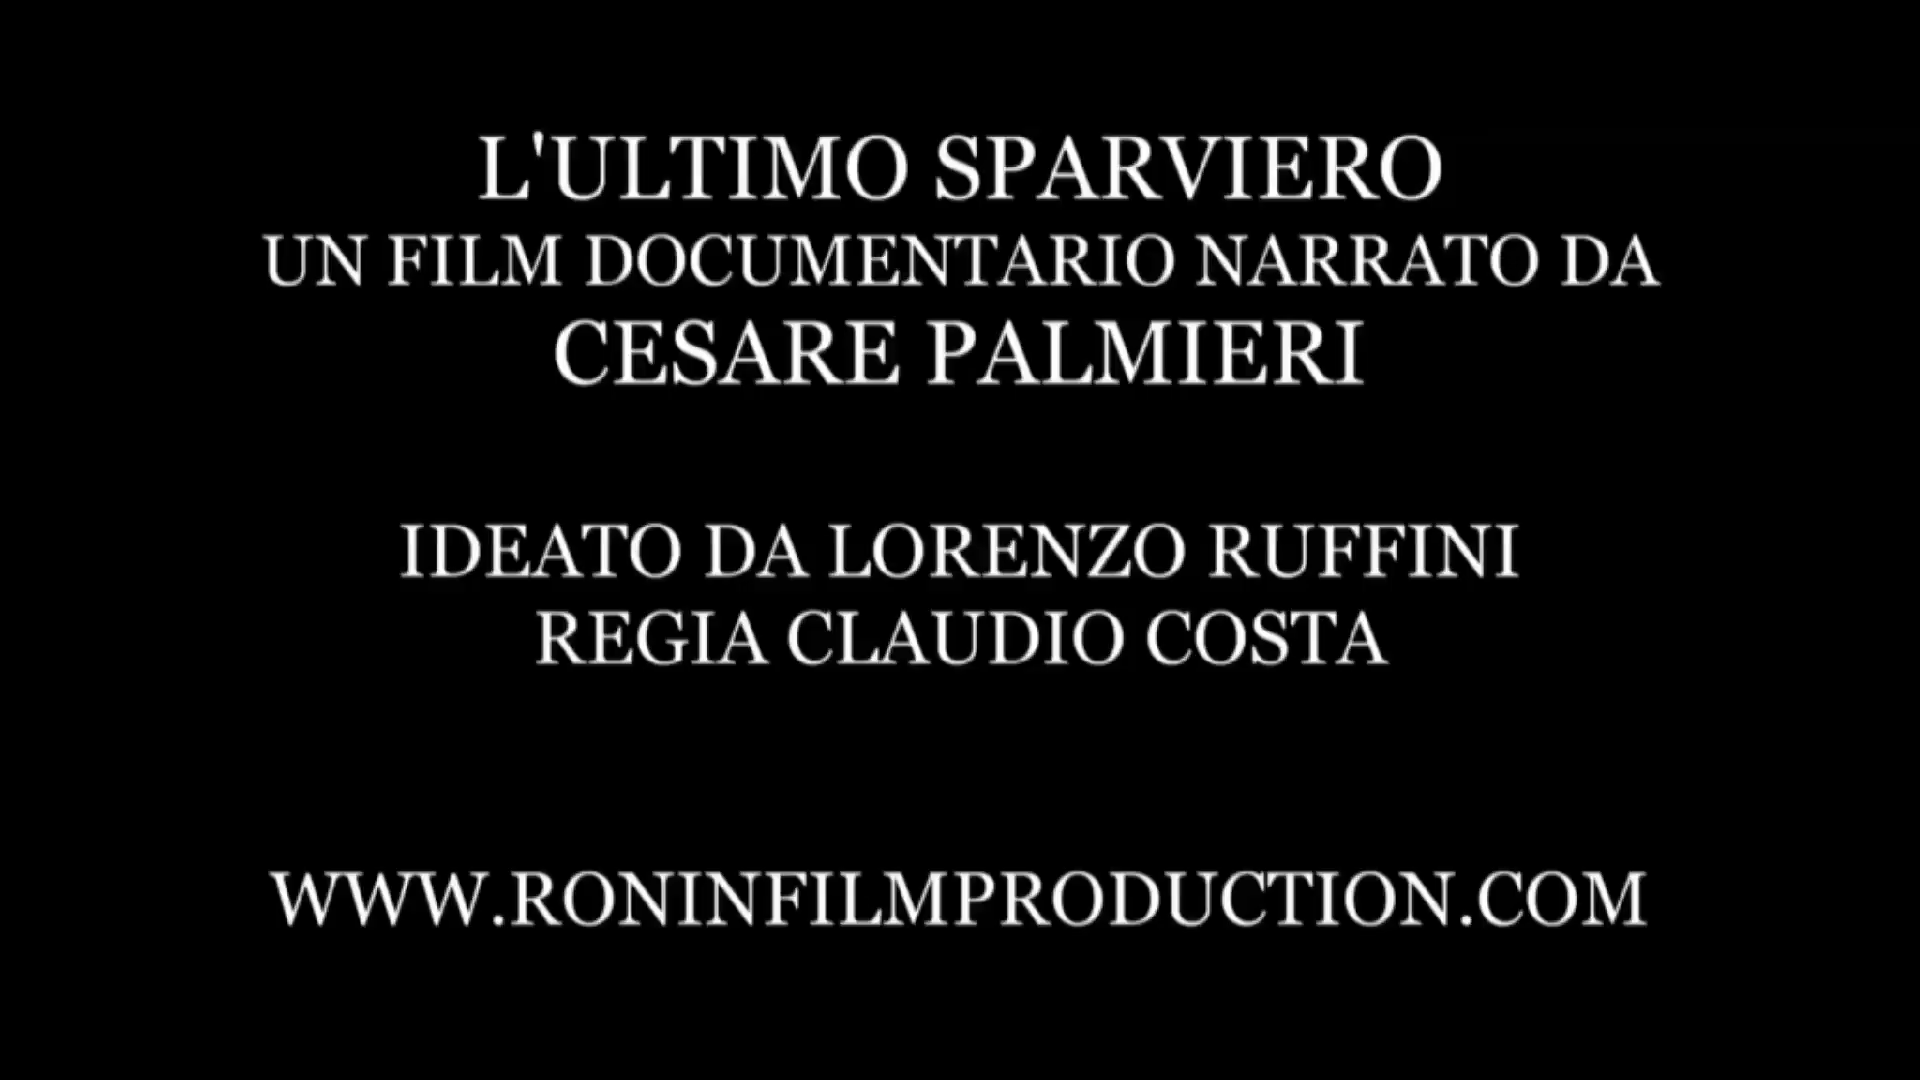 L'ULTIMO SPARVIERO
UN FILM DOCUMENTARIO NARRATO DA
CESARE PALMIERI
IDEATO DA LORENZO RUFFINI
REGIA CLAUDIO COSTA
WWW.RONINFILMPRODUCTION.COM